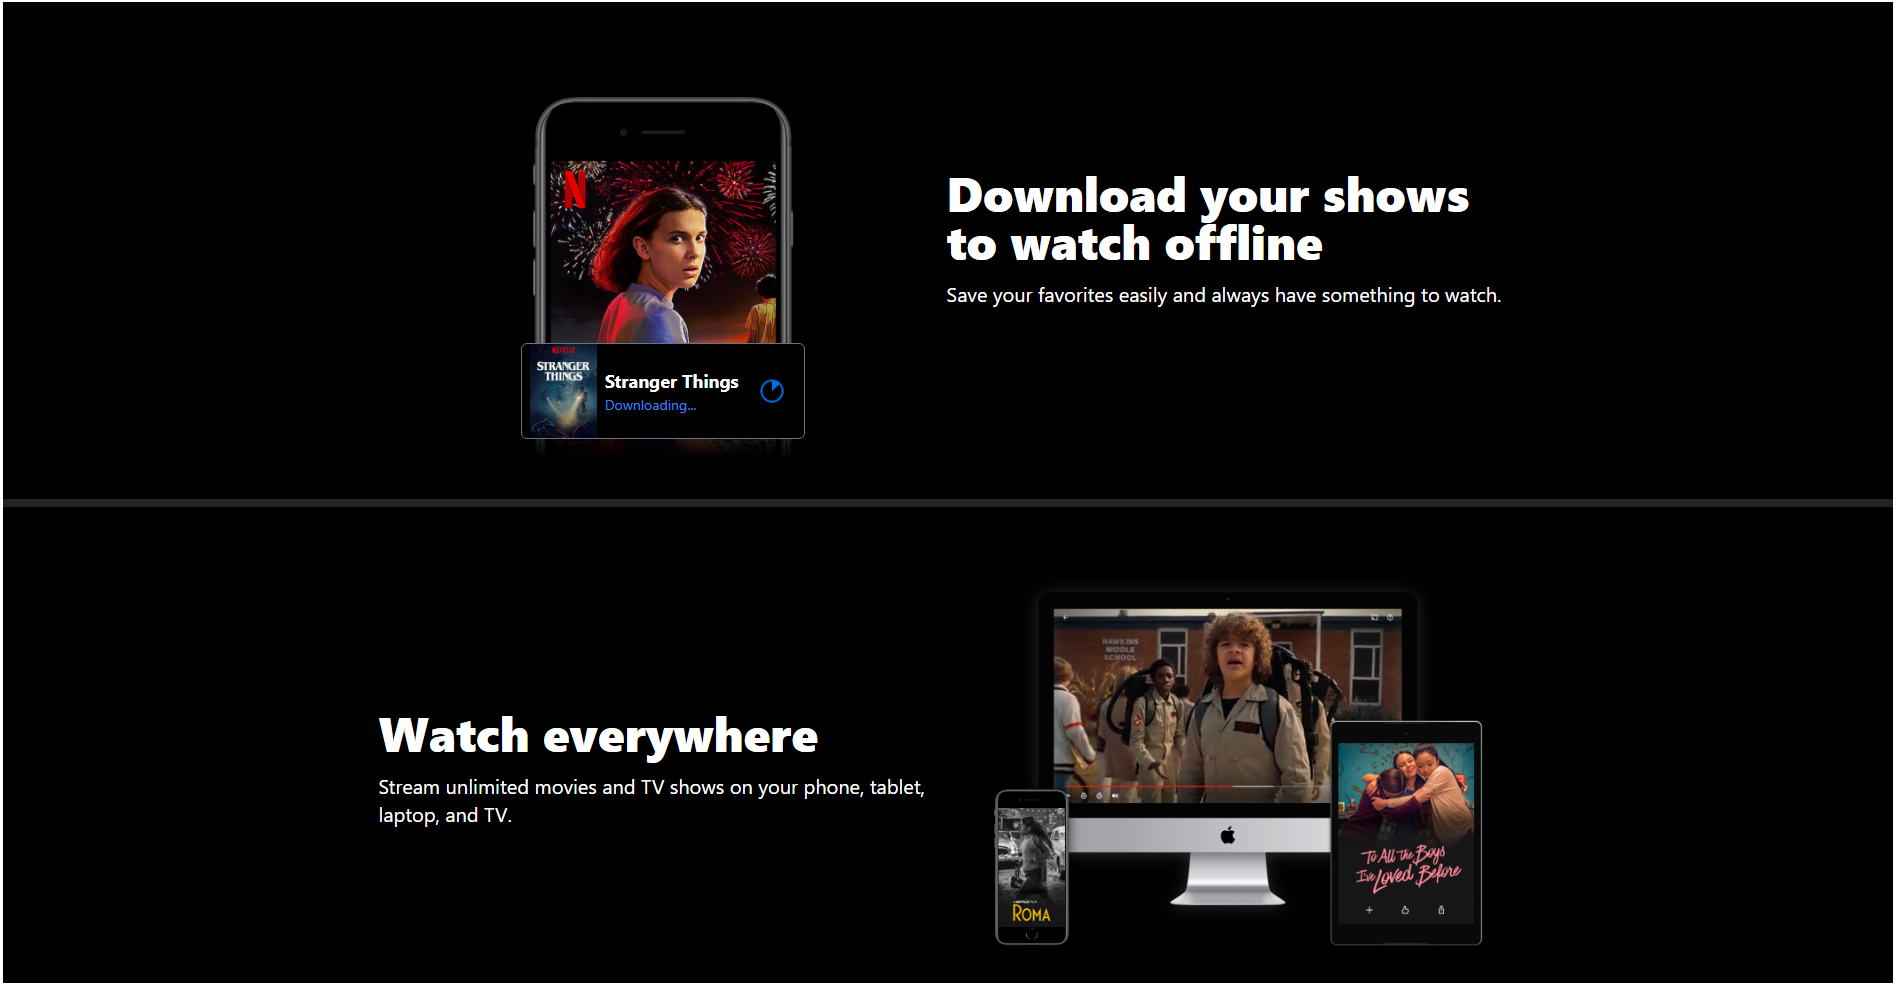 Download your shows
to watch offline
Save your favorites easily and always have something to watch.
NETFLIX
STRANGER
THINGS
Stranger Things
Downloading...
Watch everywhere
Stream unlimited movies and TV shows on your phone, tablet,
laptop, and TV.
HAWKINS
MIDDLE
SCHOOL
To All the Boys
I've Loved Before
A NETFLIX FILM
ROMA